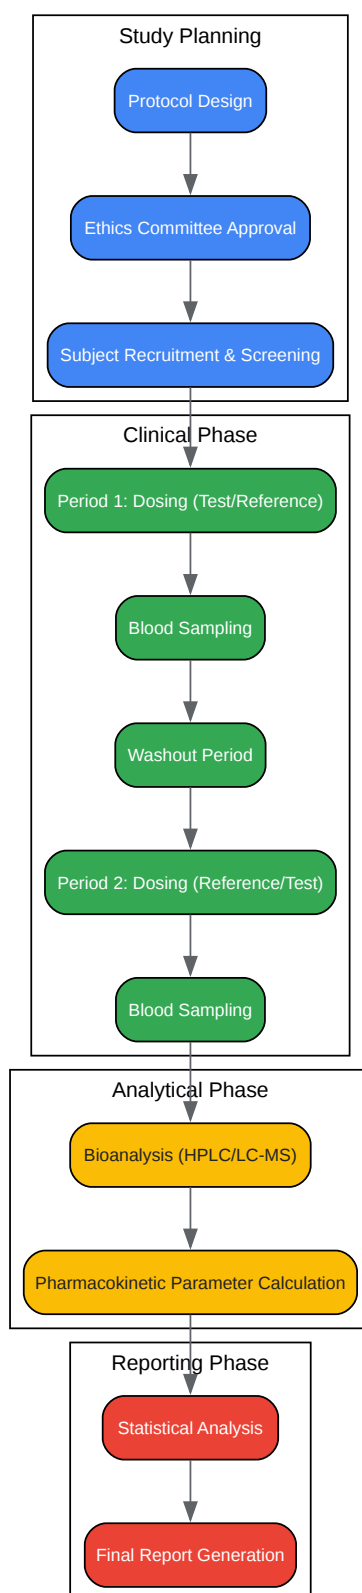 Study Planning
Protocol Design
Ethics Committee Approval
Subject Recruitment & Screening
Clinical Phase
Period 1: Dosing (Test/Reference)
Blood Sampling
Washout Period
Period 2: Dosing (Reference/Test)
Blood Sampling
Analytical Phase
Bioanalysis (HPLC/LC-MS)
Pharmacokinetic Parameter Calculation
Reporting Phase
Statistical Analysis
Final Report Generation